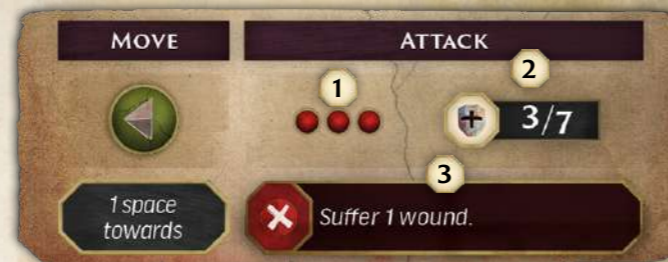 MOVE
ATTACK
1
2
3/7
3
1 space
towards
Suffer 1 wound.